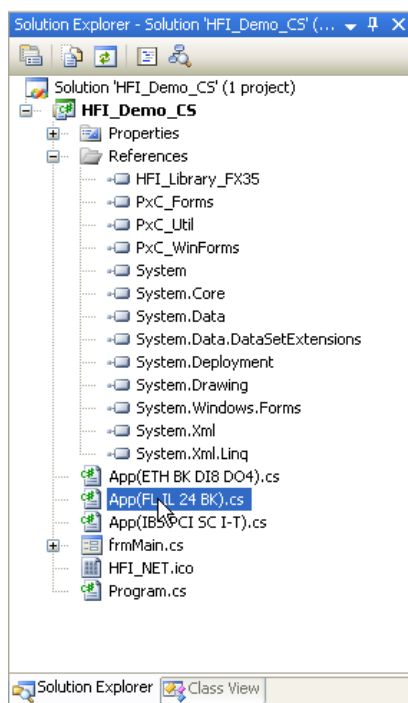 Solution Explorer - Solution 'HFI_Demo_CS' (...
Solution 'HFI_Demo_CS' (1 project)
HFI_Demo_CS
Properties
References
HFI_Library_FX35
PxC_Forms
PxC_Util
PxC_WinForms
System
System.Core
System.Data
System.Data.DataSetExtensions
System.Deployment
System.Drawing
System.Windows.Forms
System.Xml
System.Xml.Linq
App(ETH BK DI8 DO4).cs
App(FL IL 24 BK).cs
App(IBS PCI SC I-T).cs
frmMain.cs
HFI_NET.ico
Program.cs
Solution Explorer Class View